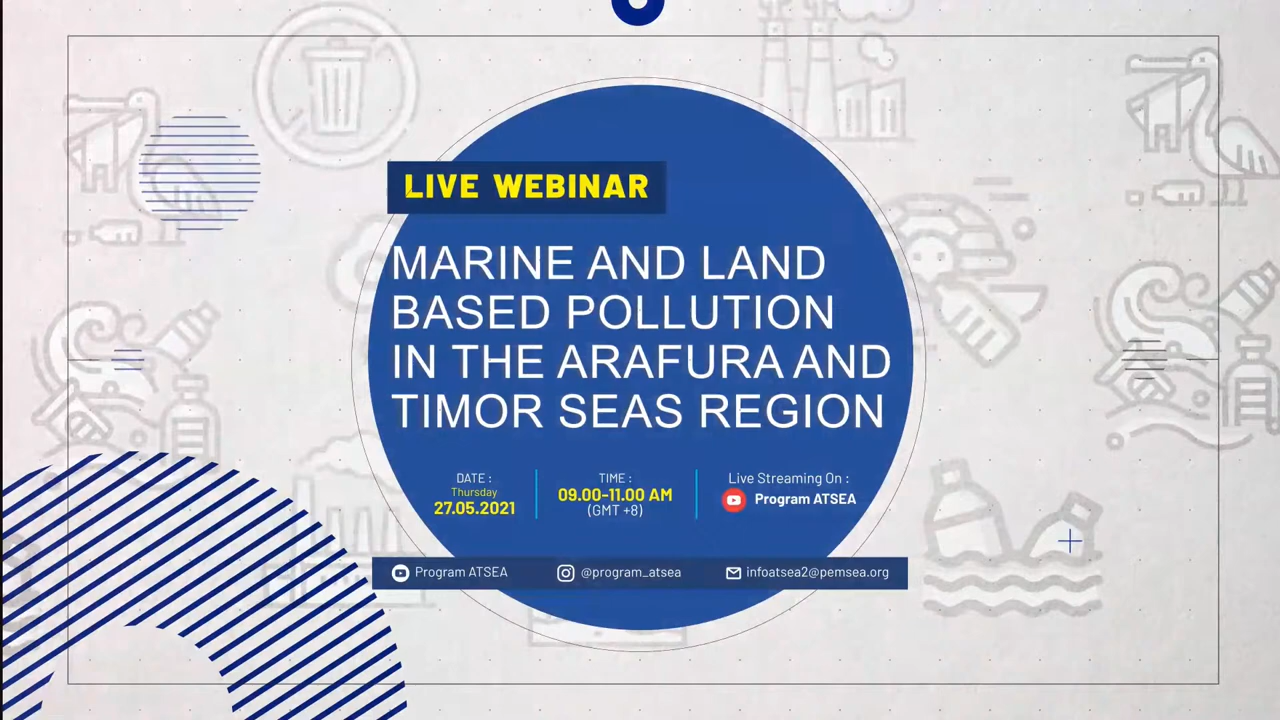 LIVE WEBINAR
MARINE AND LAND
BASED POLLUTION
IN THE ARAFURA AND
TIMOR SEAS REGION
DATE :
Thursday
27.05.2021
TIME :
09.00-11.00 AM
(GMT +8)
Live Streaming On :
Program ATSEA
Program ATSEA
@program_atsea
infoatsea2@pemsea.org